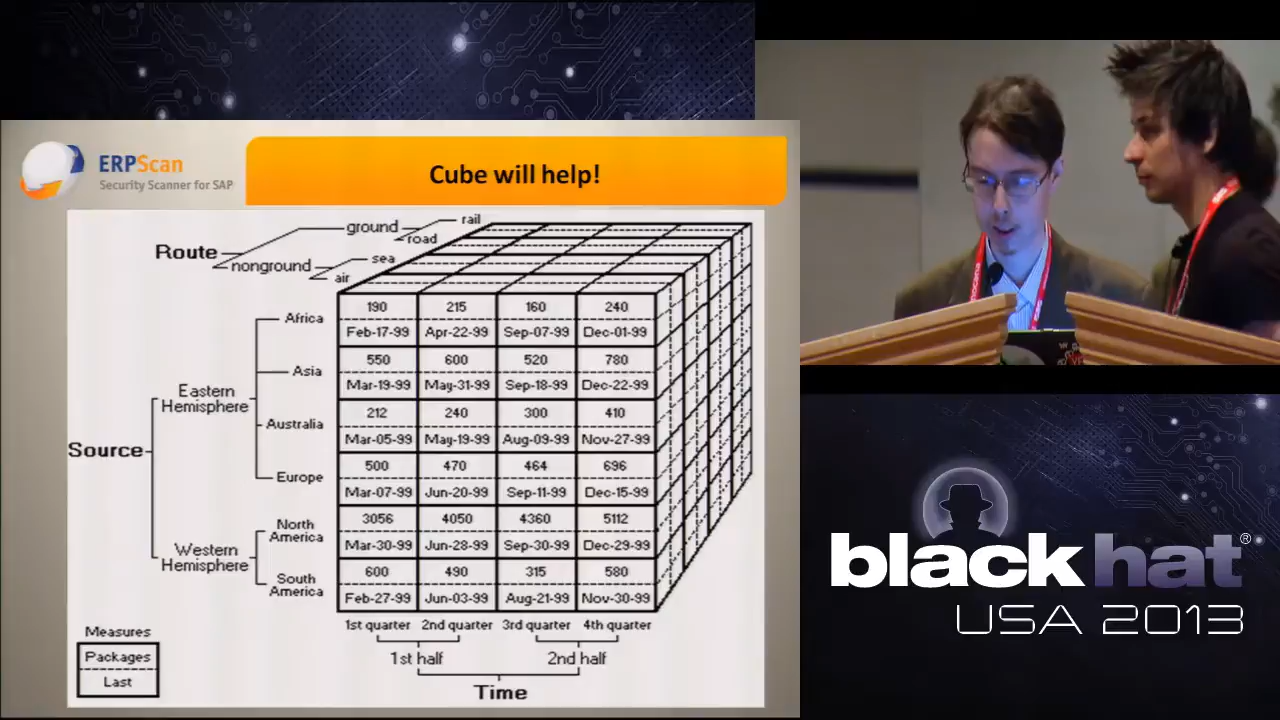 ERPScan
Security Scanner for SAP
Cube will help!
Route
ground
rail
road
nonground
sea
air
Source
Eastern
Hemisphere
Western
Hemisphere
Africa
190 215 160 240
Feb-17-99 Apr-22-99 Sep-07-99 Dec-01-99
Asia
550 600 520 780
Mar-19-99 May-31-99 Sep-18-99 Dec-22-99
Australia
212 240 300 410
Mar-05-99 May-19-99 Aug-09-99 Nov-27-99
Europe
500 470 464 696
Mar-07-99 Jun-20-99 Sep-11-99 Dec-15-99
North
America
3056 4050 4360 5112
Mar-30-99 Jun-28-99 Sep-30-99 Dec-29-99
South
America
600 490 315 580
Feb-27-99 Jun-03-99 Aug-21-99 Nov-30-99
1st quarter 2nd quarter 3rd quarter 4th quarter
1st half 2nd half
Time
Measures
Packages
Last
black hat®
USA 2013